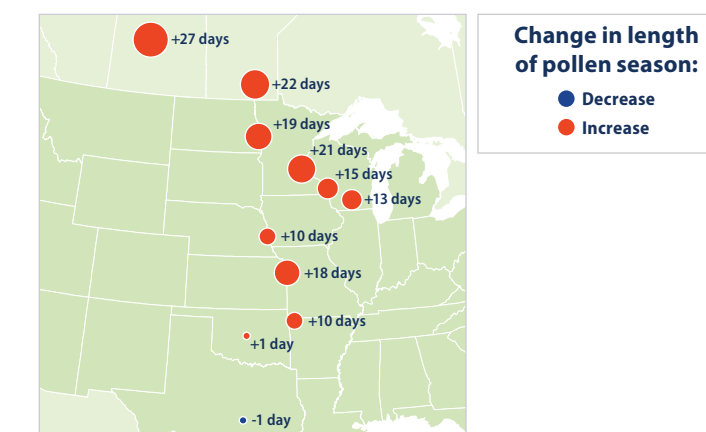 +27 days
+22 days
+19 days
+21 days
+15 days
+13 days
+10 days
+18 days
+10 days
+1 day
-1 day
Change in length
of pollen season:
Decrease
Increase